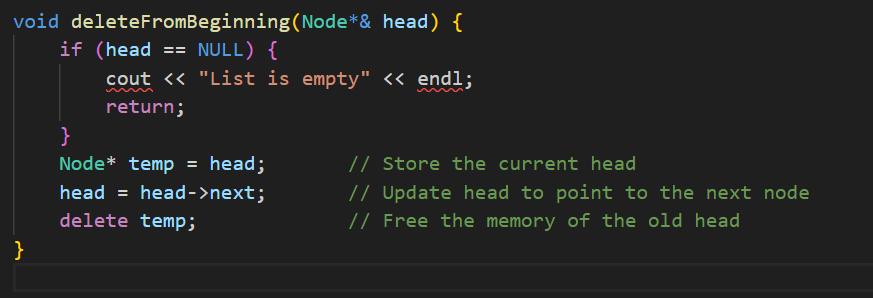 void deleteFromBeginning(Node*& head) {
    if (head == NULL) {
        cout << "List is empty" << endl;
        return;
    }
    Node* temp = head;       // Store the current head
    head = head->next;       // Update head to point to the next node
    delete temp;             // Free the memory of the old head
}